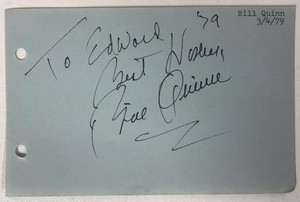 Bill Quinn
3/4/79
To Edward '79
Best Wishes,
Bill Quinn